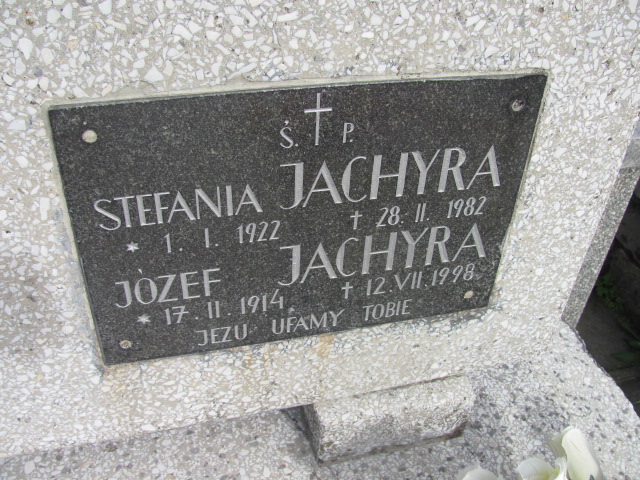 Ś. † P.
STEFANIA JACHYRA
* 1. I. 1922 † 28. II. 1982
JÓZEF JACHYRA
* 17. II. 1914 † 12. VII. 1998
JEZU UFAMY TOBIE